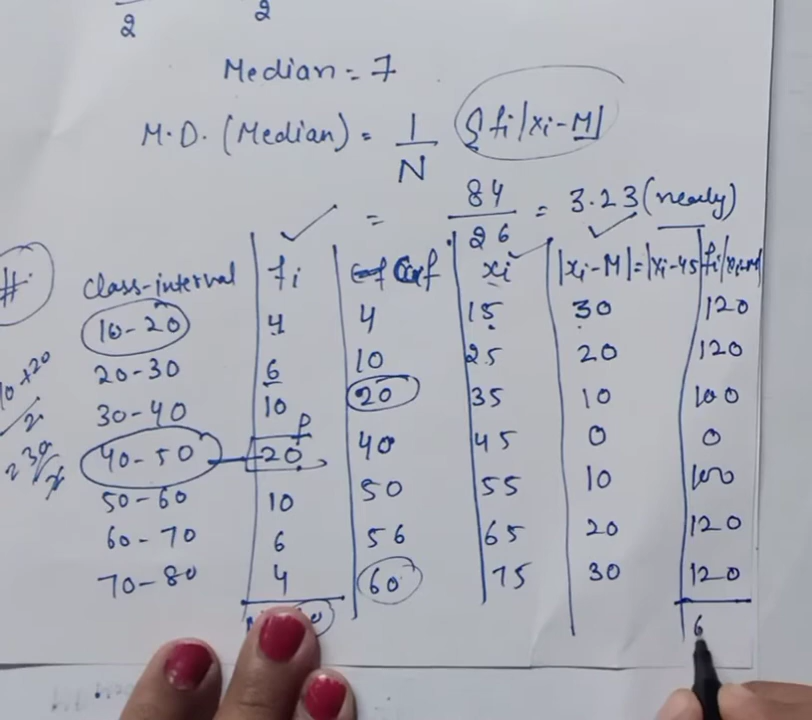 2 2
Median = 7
M.D. (Median) = 1/N Σfi|xi-M|
= 84/26 = 3.23 (nearly)
#. class-interval fi Cf xi |xi-M|=|xi-45| fi|xi-M|
10-20 4 4 15 30 120
20-30 6 10 25 20 120
30-40 10 20 35 10 100
40-50 20 40 45 0 0
50-60 10 50 55 10 100
60-70 6 56 65 20 120
70-80 4 60 75 30 120
6